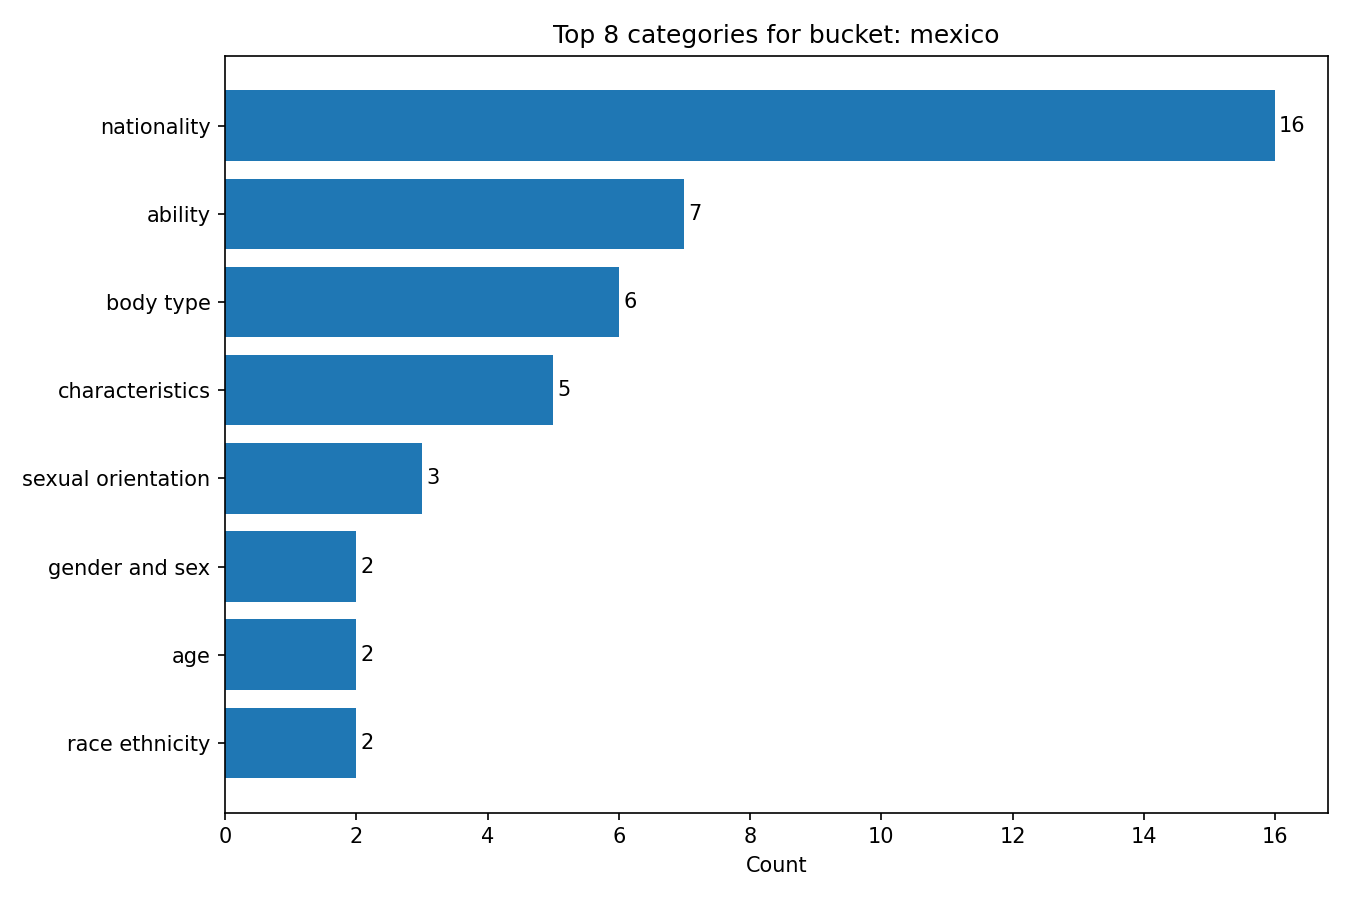 Top 8 categories for bucket: mexico
nationality 16
ability 7
body type 6
characteristics 5
sexual orientation 3
gender and sex 2
age 2
race ethnicity 2
0 2 4 6 8 10 12 14 16
Count